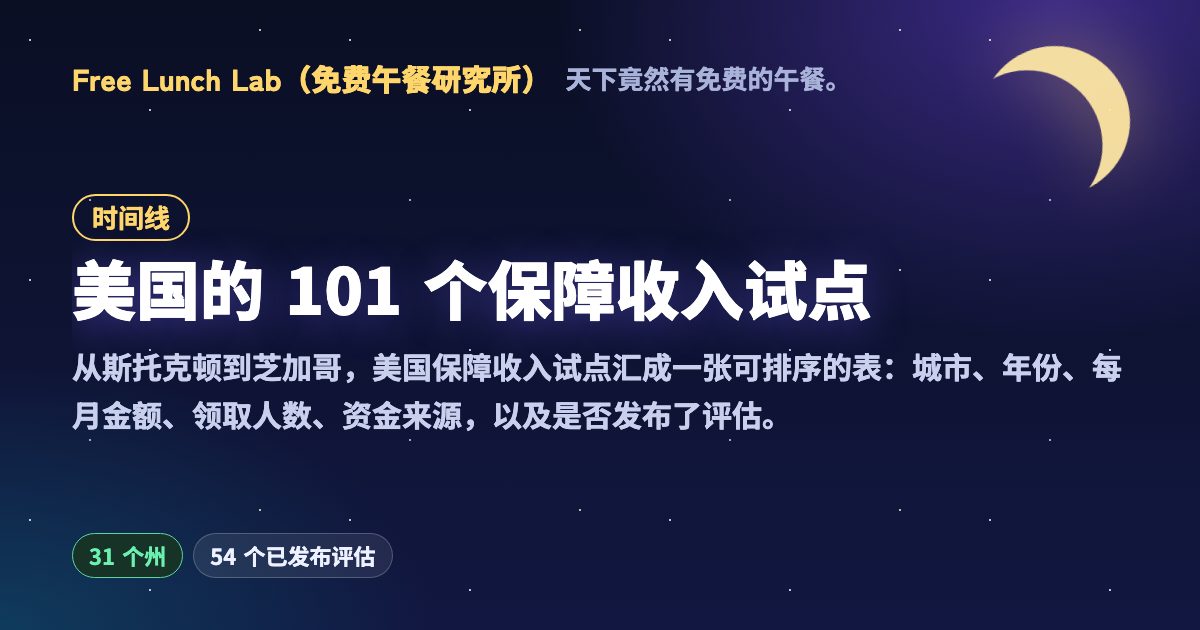 Free Lunch Lab（免费午餐研究所） 天下竟然有免费的午餐。
时间线
美国的 101 个保障收入试点
从斯托克顿到芝加哥，美国保障收入试点汇成一张可排序的表：城市、年份、每
月金额、领取人数、资金来源，以及是否发布了评估。
31 个州 54 个已发布评估